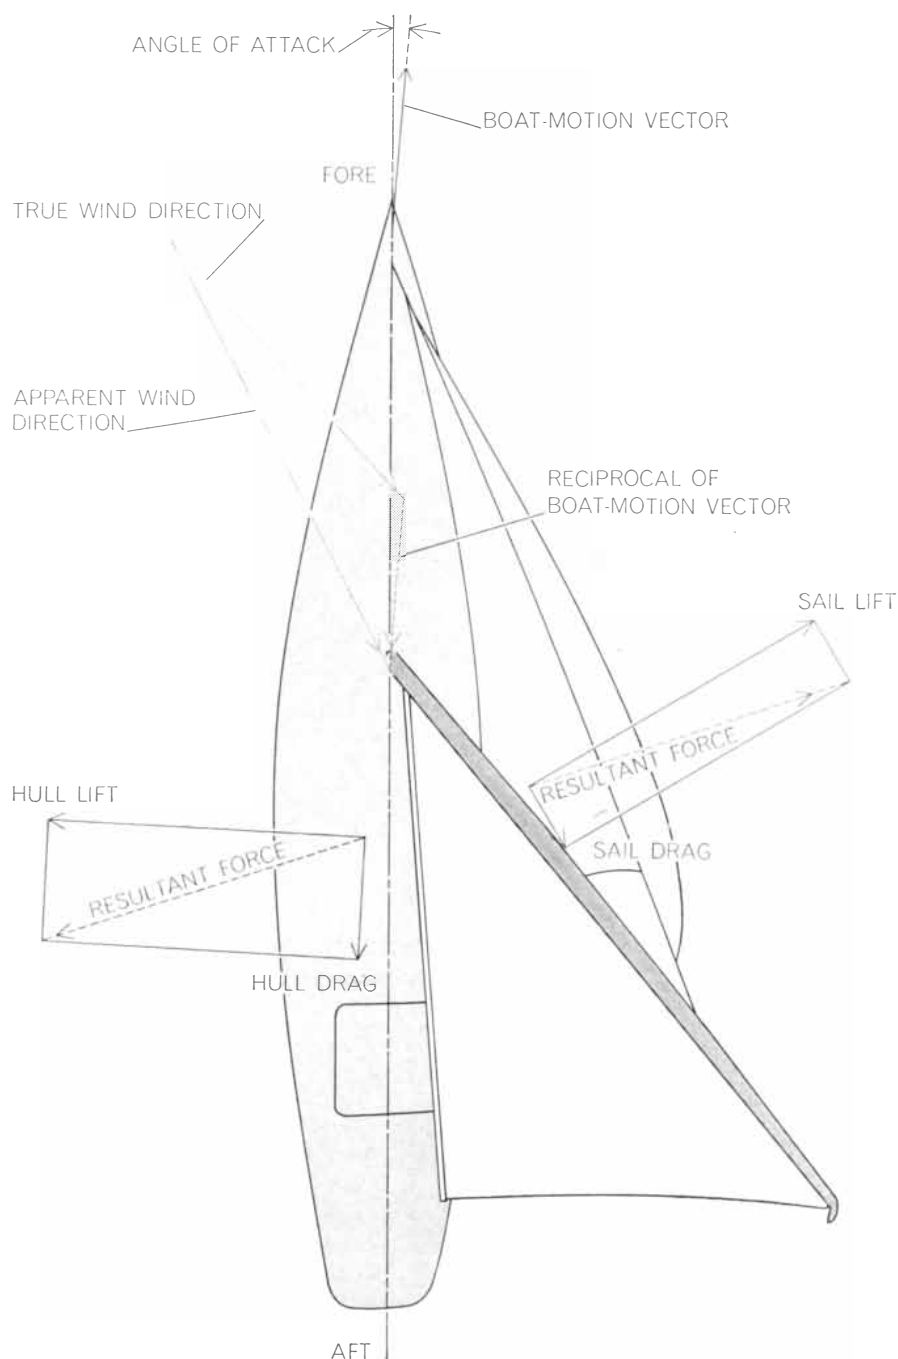 ANGLE OF ATTACK
BOAT-MOTION VECTOR
FORE
TRUE WIND DIRECTION
APPARENT WIND
DIRECTION
RECIPROCAL OF
BOAT-MOTION VECTOR
SAIL LIFT
RESULTANT FORCE
HULL LIFT
SAIL DRAG
RESULTANT FORCE
HULL DRAG
AFT